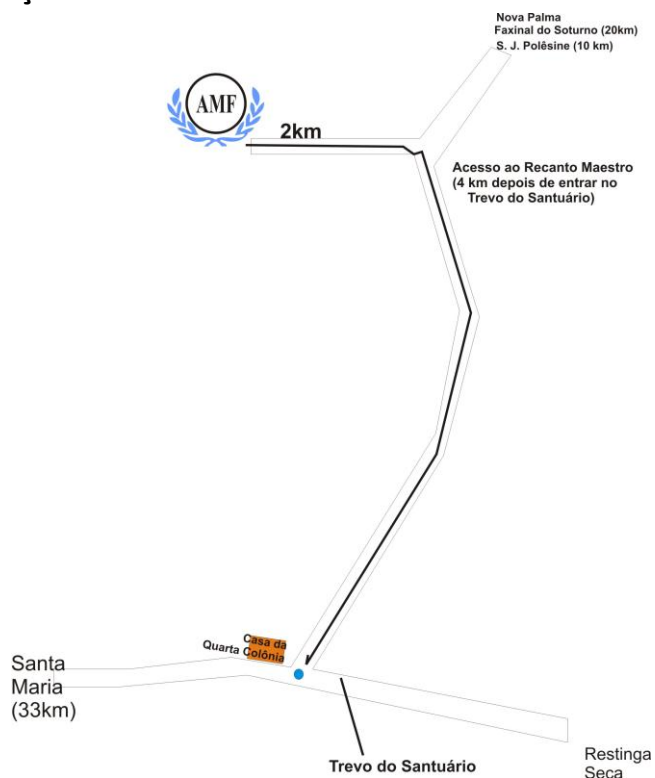 Nova Palma
Faxinal do Soturno (20km)
S. J. Polêsine (10 km)
AMF
2km
Acesso ao Recanto Maestro
(4 km depois de entrar no
Trevo do Santuário)
Casa da
Quarta Colônia
Santa
Maria
(33km)
Trevo do Santuário
Restinga
Seca